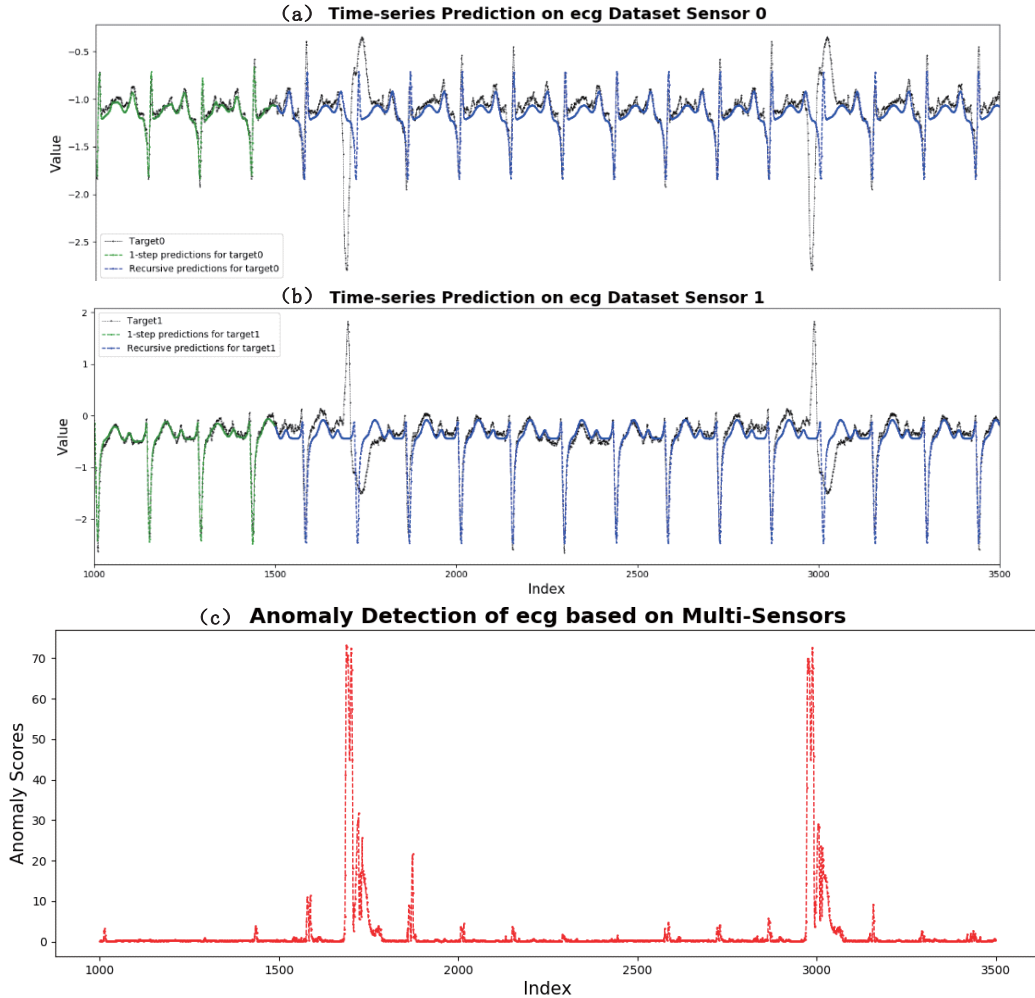 （a） Time-series Prediction on ecg Dataset Sensor 0
−0.5
−1.0
−1.5
−2.0
−2.5
Value
Target0
1-step predictions for target0
Recursive predictions for target0
（b） Time-series Prediction on ecg Dataset Sensor 1
2
1
0
−1
−2
Value
Target1
1-step predictions for target1
Recursive predictions for target1
1000 1500 2000 2500 3000 3500
Index
（c） Anomaly Detection of ecg based on Multi-Sensors
70
60
50
40
30
20
10
0
Anomaly Scores
1000 1500 2000 2500 3000 3500
Index